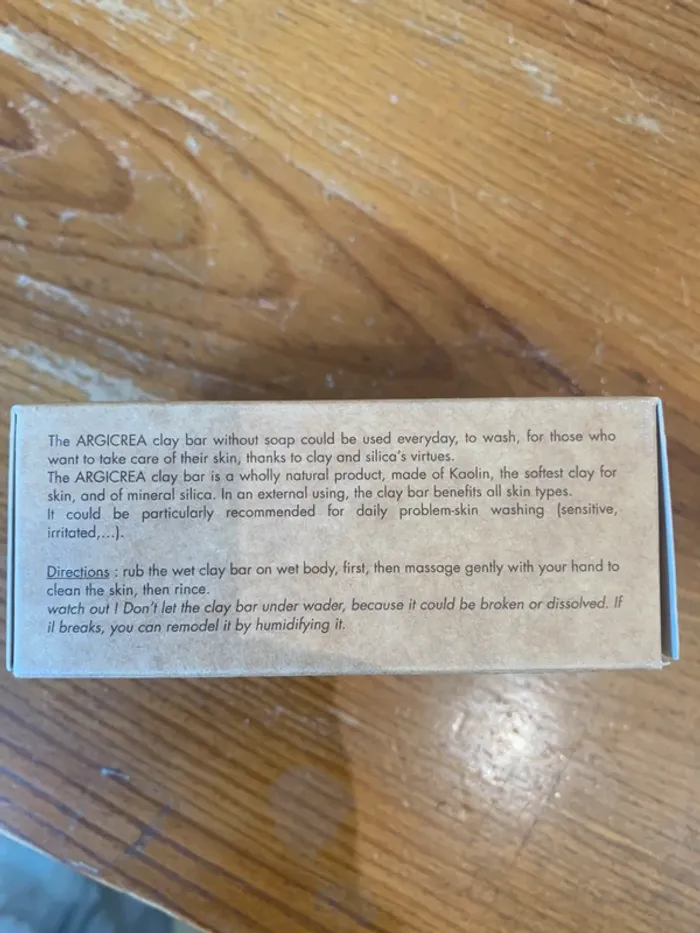 The ARGICREA clay bar without soap could be used everyday, to wash, for those who
want to take care of their skin, thanks to clay and silica's virtues.
The ARGICREA clay bar is a wholly natural product, made of Kaolin, the softest clay for
skin, and of mineral silica. In an external using, the clay bar benefits all skin types.
It could be particularly recommended for daily problem-skin washing (sensitive,
irritated,...).
Directions : rub the wet clay bar on wet body, first, then massage gently with your hand to
clean the skin, then rince.
watch out ! Don't let the clay bar under wader, because it could be broken or dissolved. If
il breaks, you can remodel it by humidifying it.